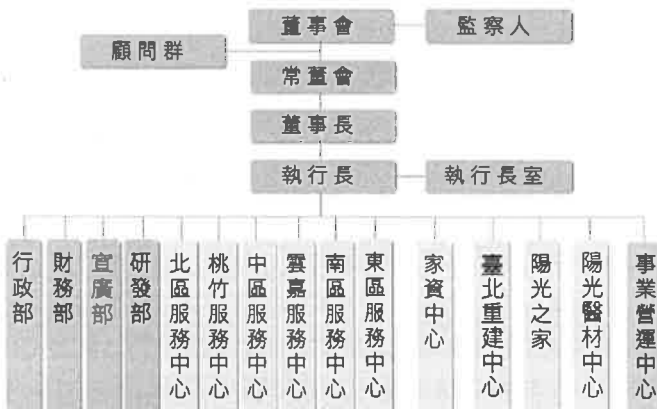 董事會
監察人
顧問群
常董會
董事長
執行長
執行長室
行政部
財務部
宣廣部
研發部
北區服務中心
桃竹服務中心
中區服務中心
雲嘉服務中心
南區服務中心
東區服務中心
家資中心
臺北重建中心
陽光之家
陽光醫材中心
事業營運中心